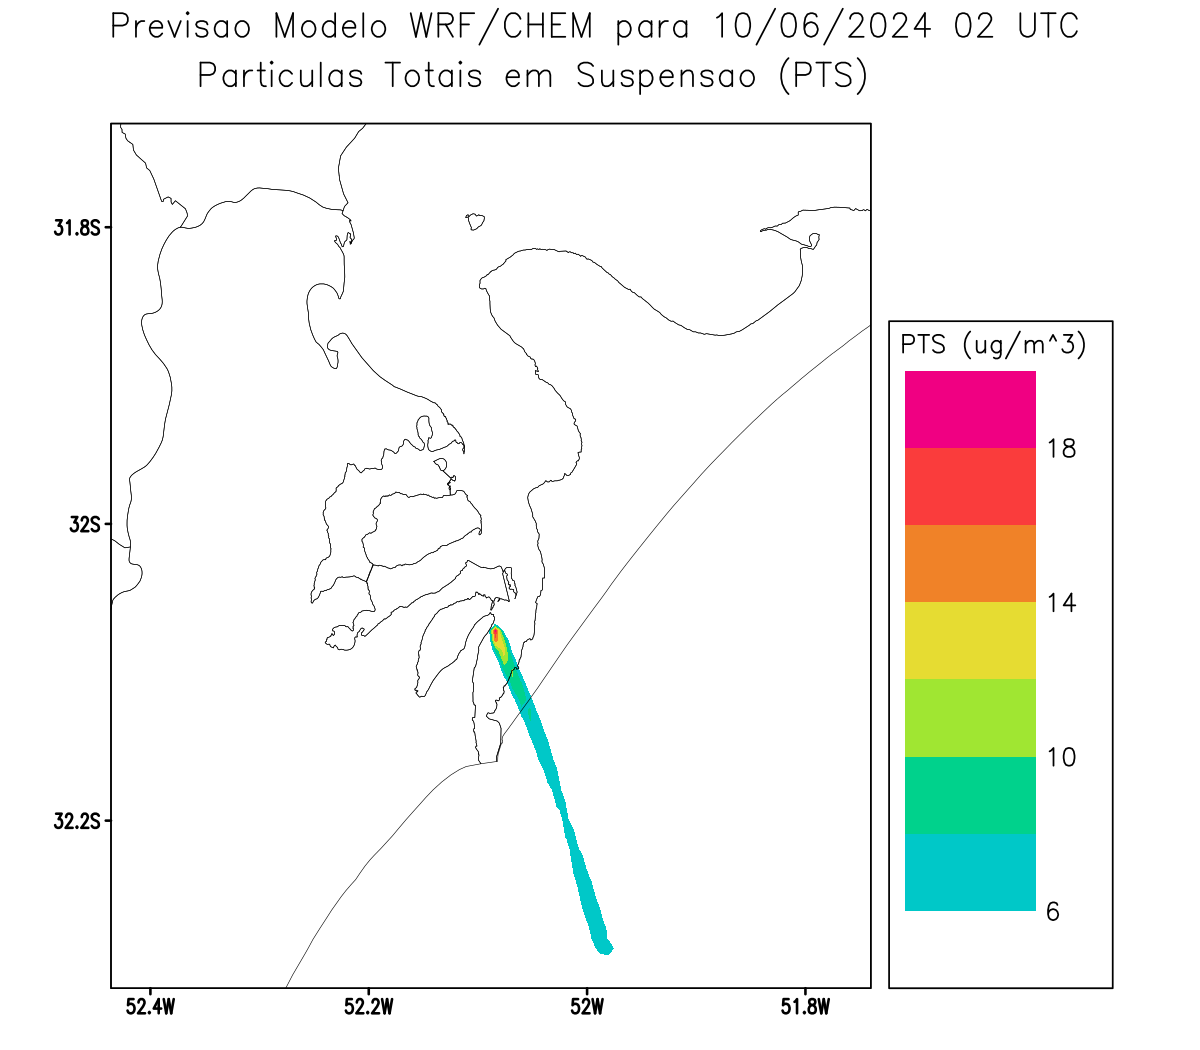 Previsao Modelo WRF/CHEM para 10/06/2024 02 UTC
Particulas Totais em Suspensao (PTS)
31.8S
32S
32.2S
52.4W
52.2W
52W
51.8W
PTS (ug/m^3)
18
14
10
6